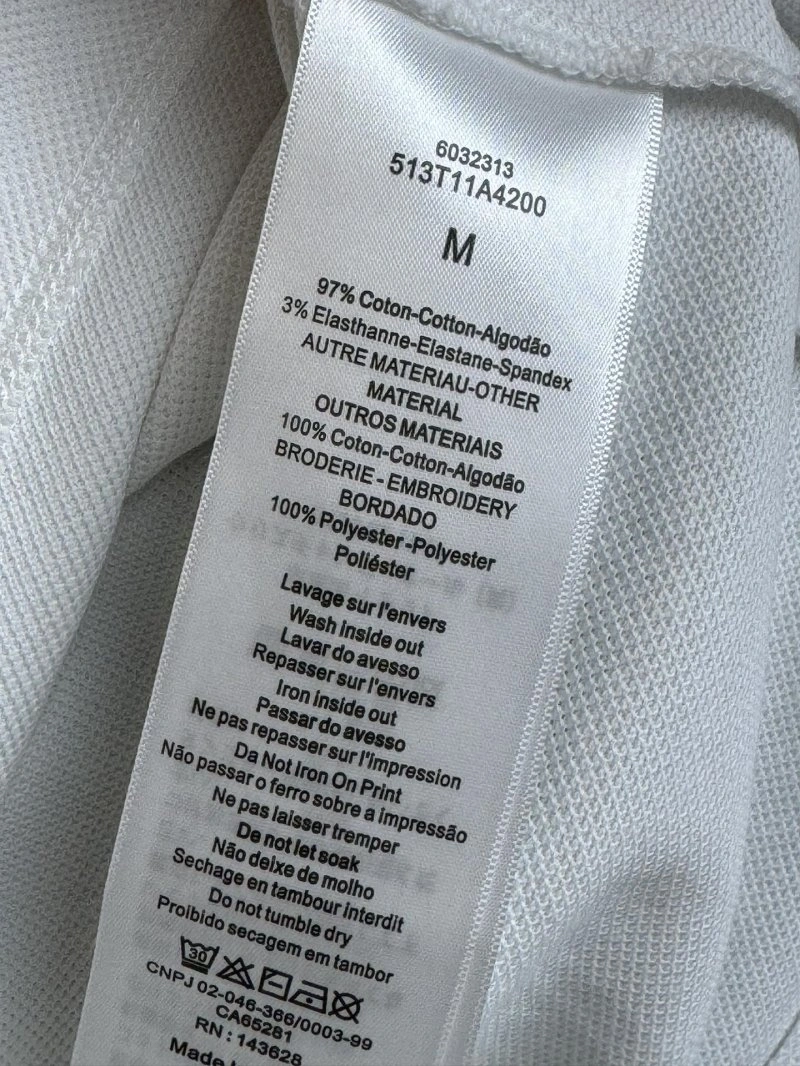 6032313
513T11A4200
M
97% Coton-Cotton-Algodão
3% Elasthanne-Elastane-Spandex
AUTRE MATERIAU-OTHER
MATERIAL
OUTROS MATERIAIS
100% Coton-Cotton-Algodão
BRODERIE - EMBROIDERY
BORDADO
100% Polyester -Polyester
Poliéster
Lavage sur l'envers
Wash inside out
Lavar do avesso
Repasser sur l'envers
Iron inside out
Passar do avesso
Ne pas repasser sur l'impression
Da Not Iron On Print
Não passar o ferro sobre a impressão
Ne pas laisser tremper
De not let soak
Não deixe de molho
Sechage en tambour interdit
Do not tumble dry
Proibido secagem em tambor
30
CNPJ 02-046-366/0003-99
CA65281
RN : 143628
Made